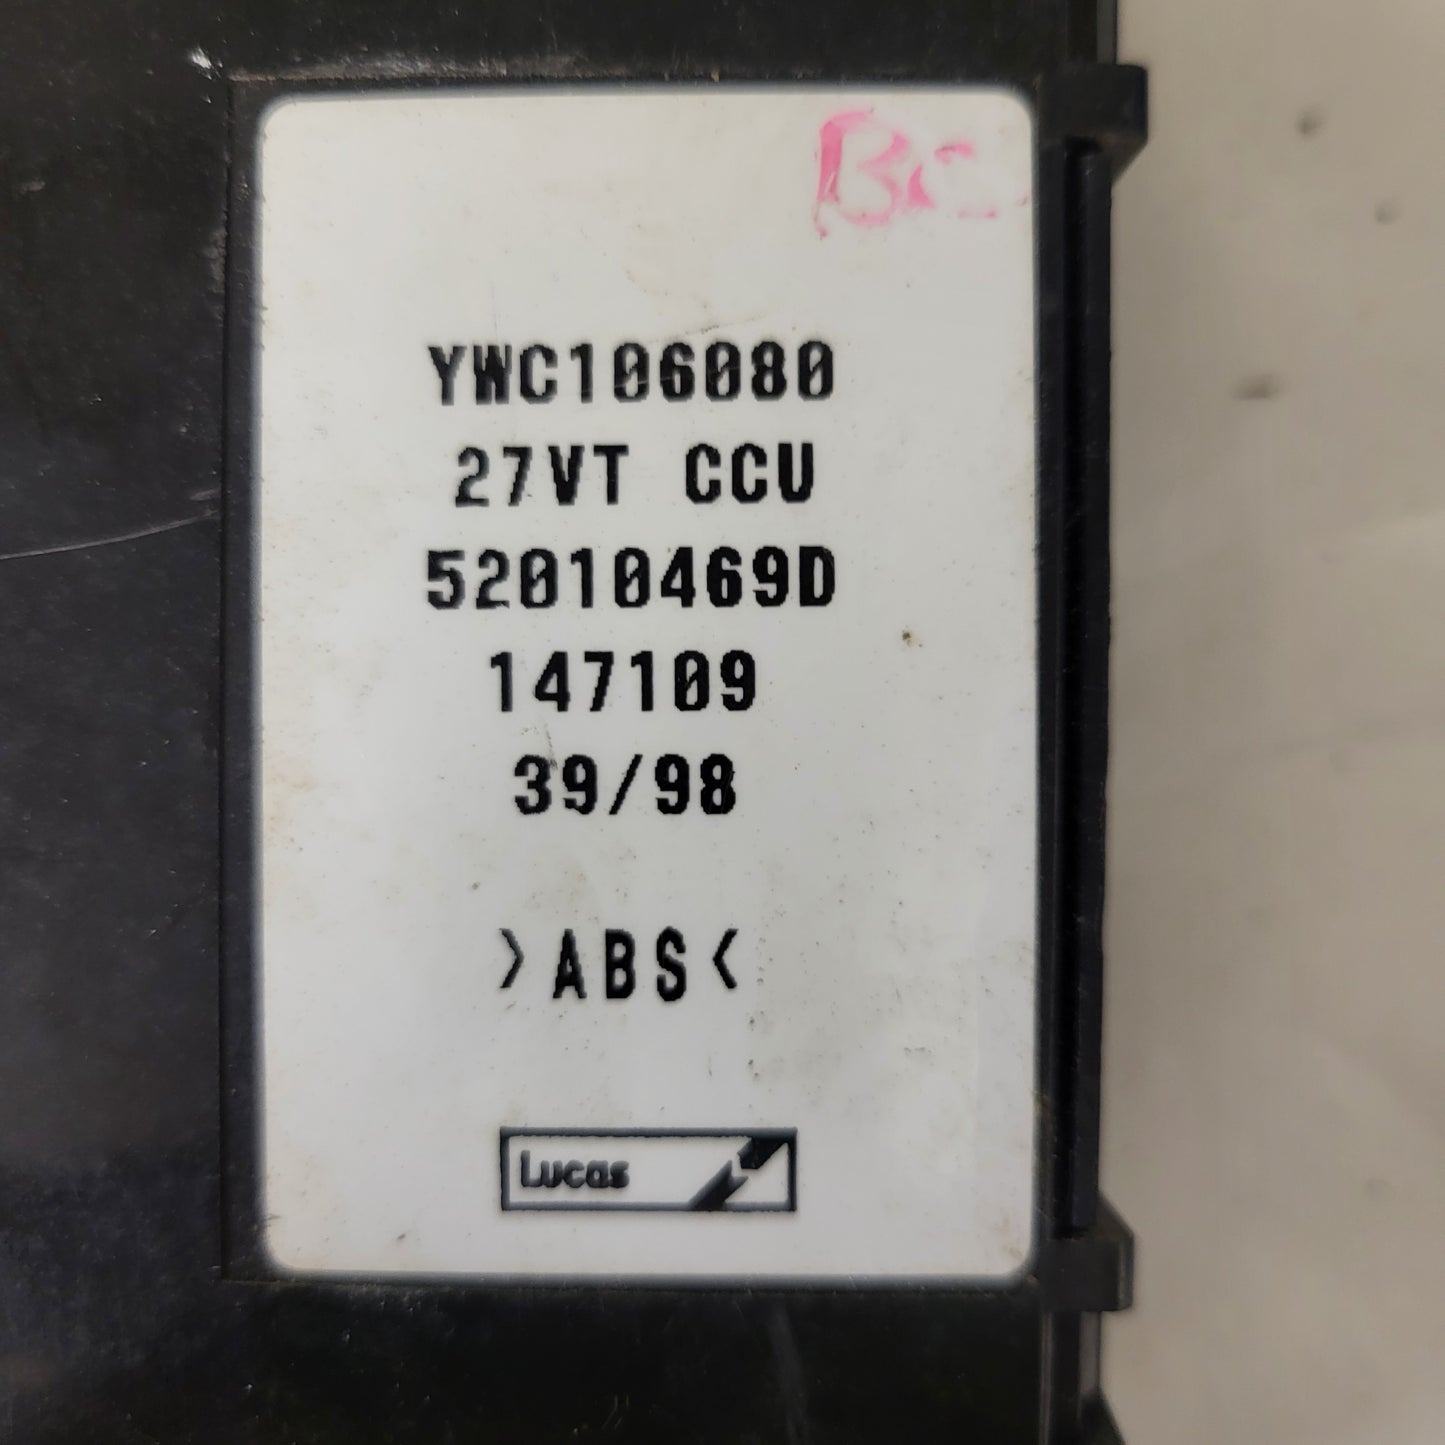 YWC106080
27VT CCU
52010469D
147109
39/98
>ABS<
Lucas